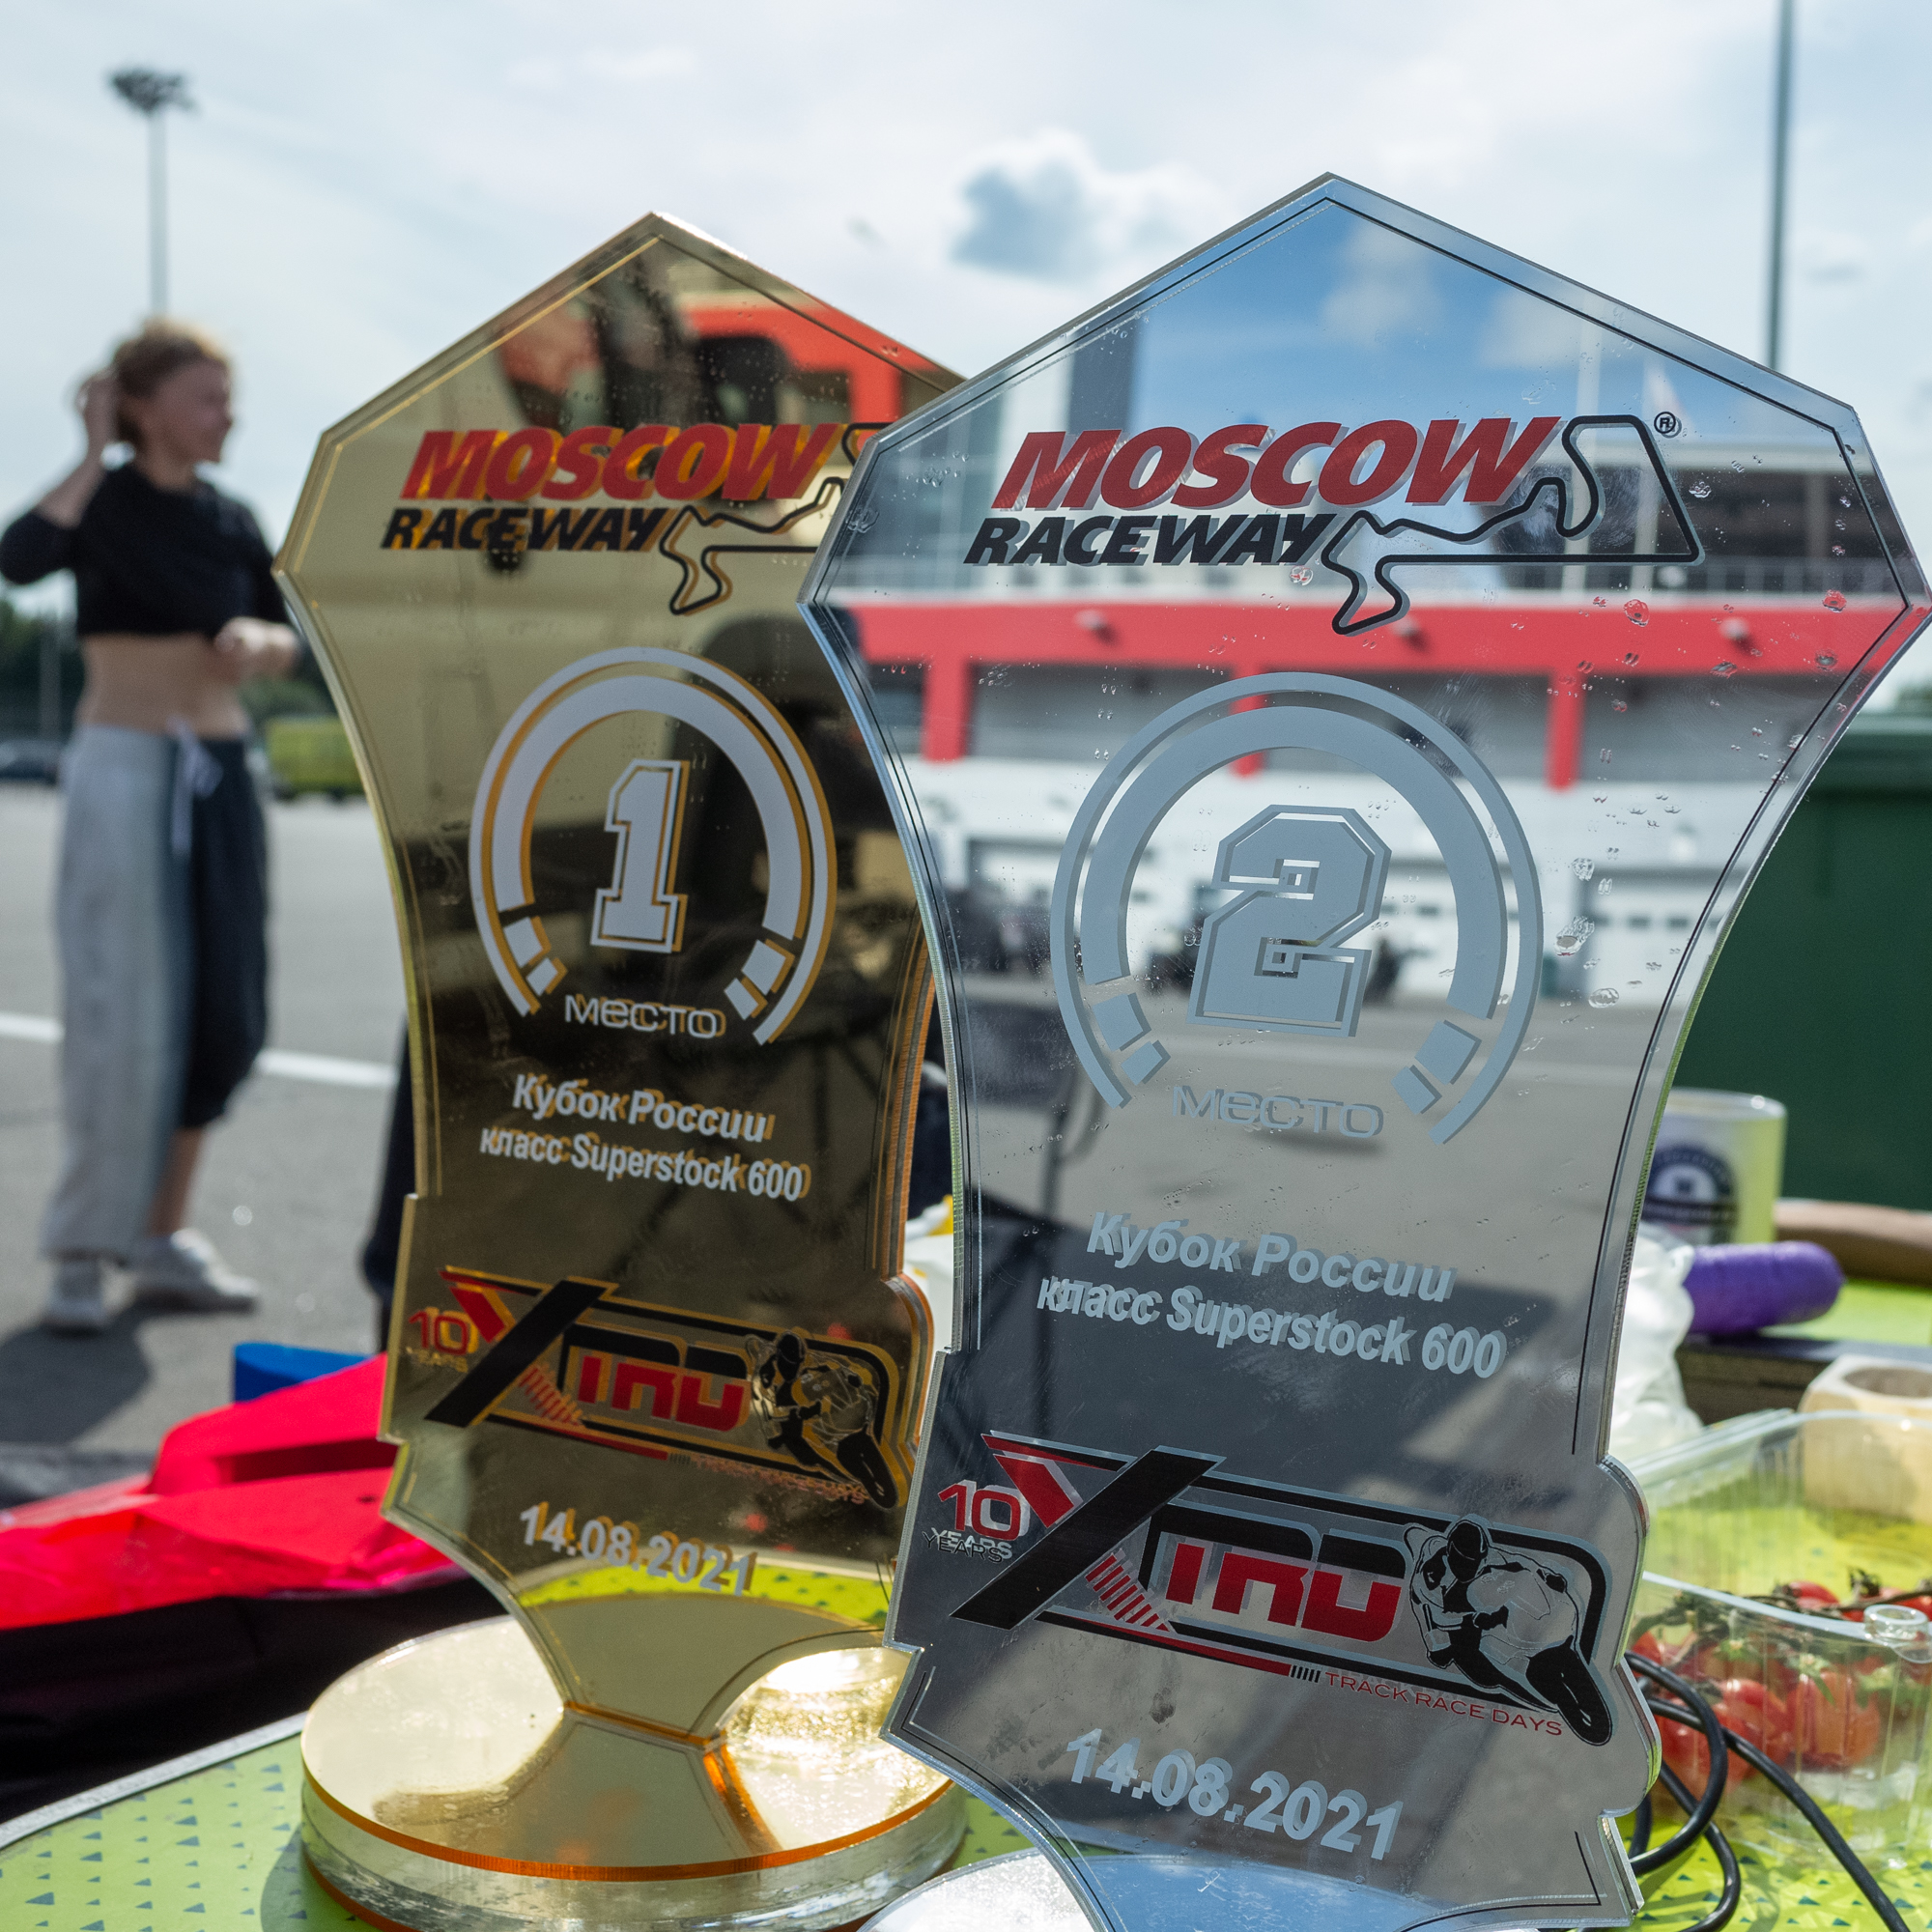 MOSCOW
RACEWAY
1
место
Кубок России
класс Superstock 600
10
YEARS
TRD
14.08.2021
MOSCOW ®
RACEWAY
2
место
Кубок России
класс Superstock 600
10
YEARS
TRD
TRACK RACE DAYS
14.08.2021